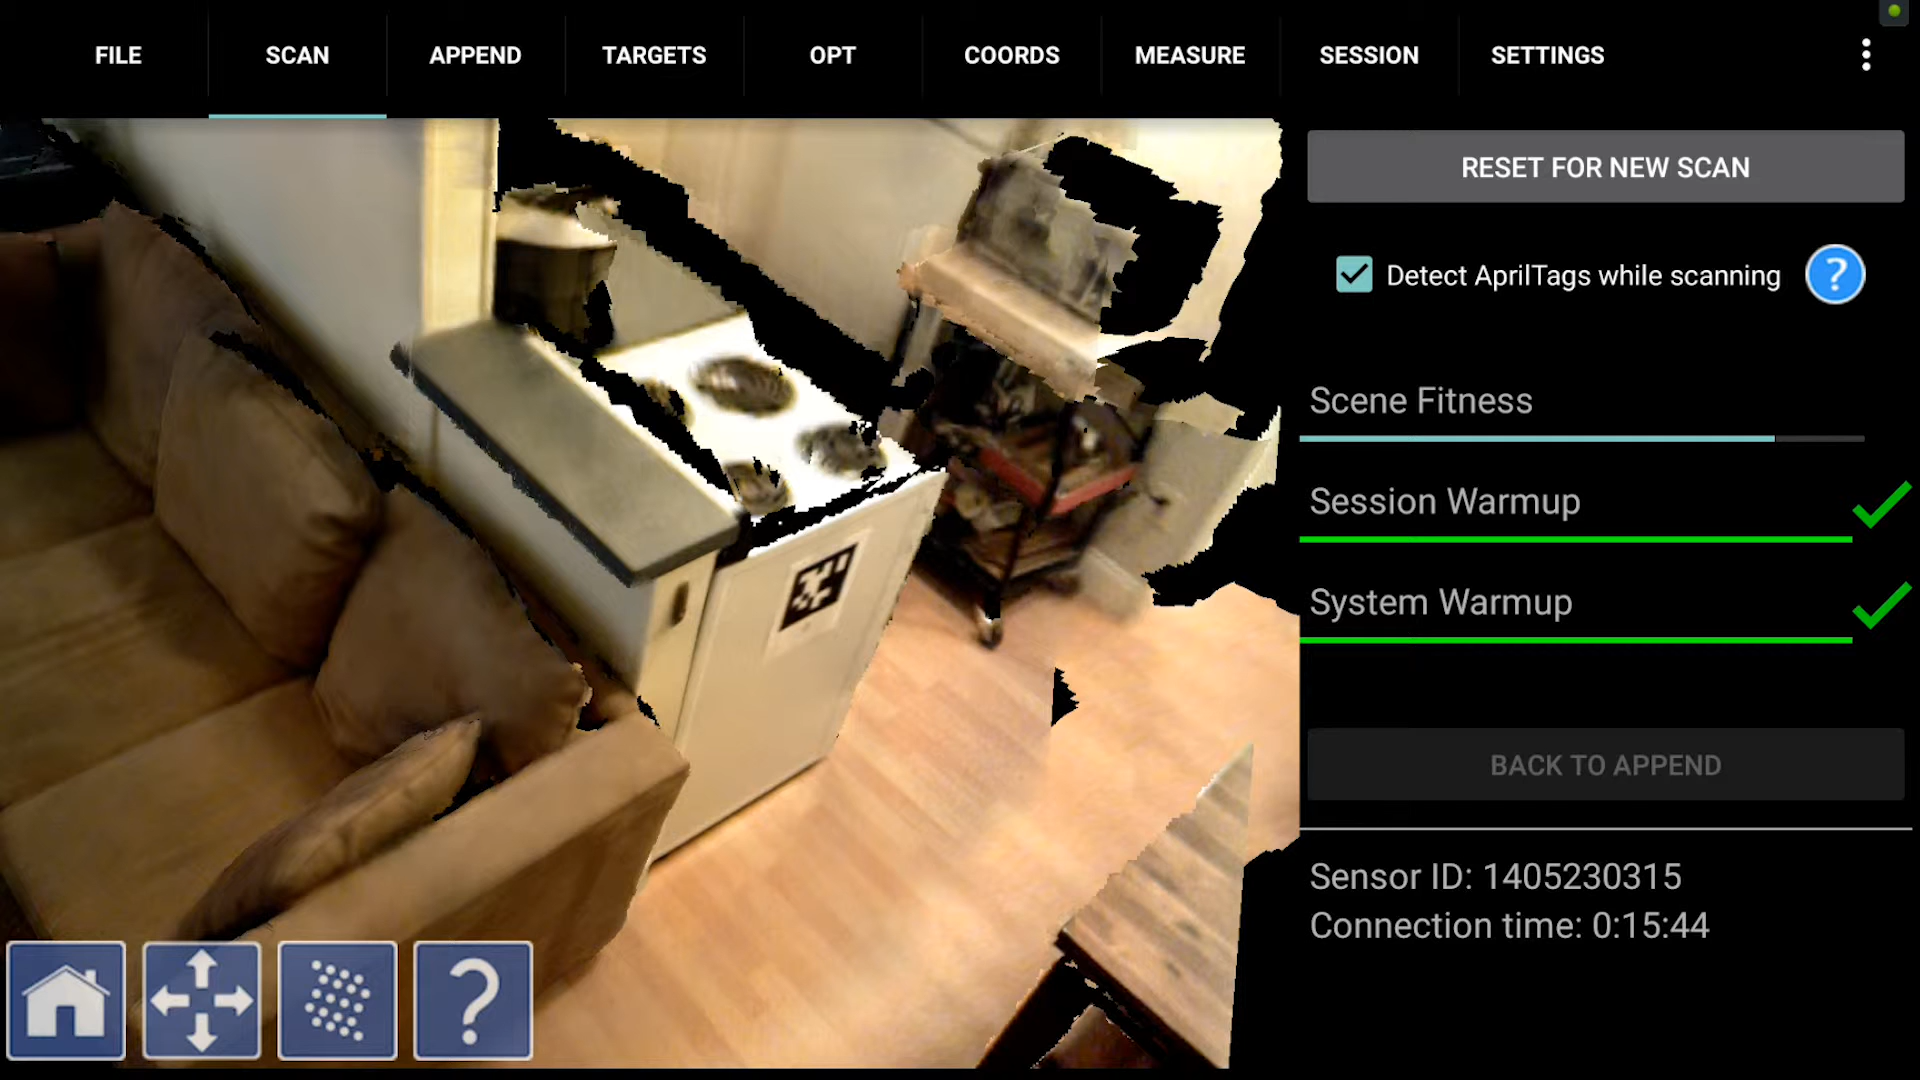 FILE
SCAN
APPEND
TARGETS
OPT
COORDS
MEASURE
SESSION
SETTINGS
RESET FOR NEW SCAN
Detect AprilTags while scanning
?
Scene Fitness
Session Warmup
System Warmup
BACK TO APPEND
Sensor ID: 1405230315
Connection time: 0:15:44
?